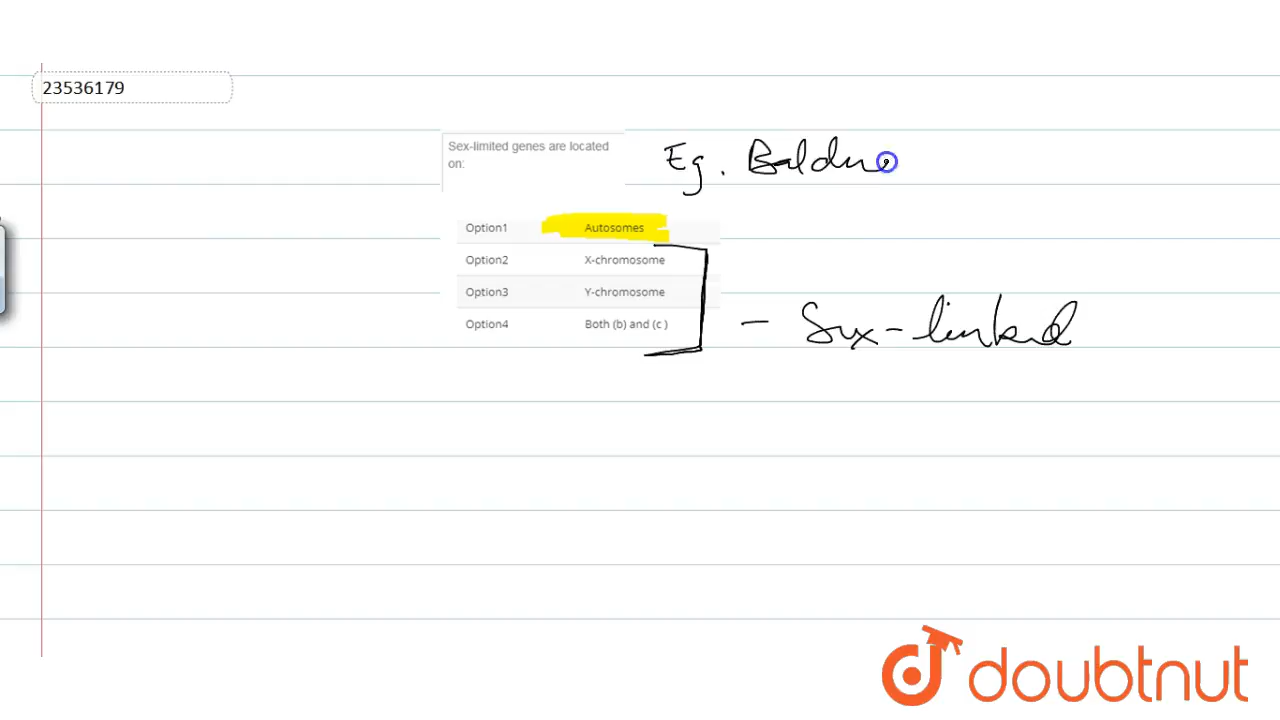 23536179
Sex-limited genes are located
on:
Eg. Baldne
Option1 Autosomes
Option2 X-chromosome
Option3 Y-chromosome
Option4 Both (b) and (c )
- Sex-linked
doubtnut